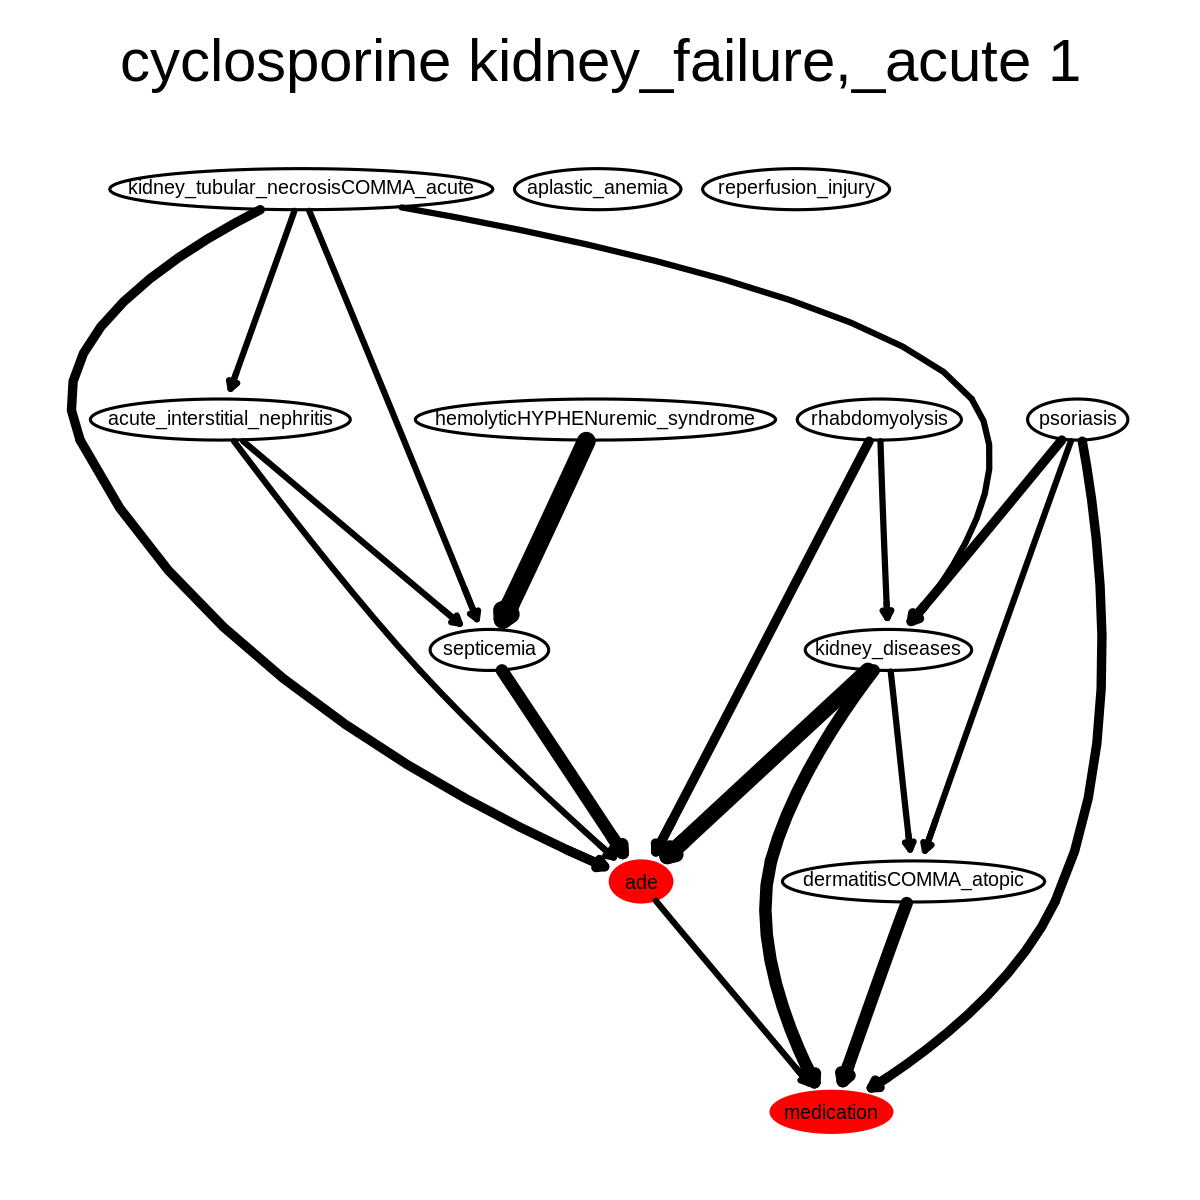 cyclosporine kidney_failure,_acute 1
kidney_tubular_necrosisCOMMA_acute
aplastic_anemia
reperfusion_injury
acute_interstitial_nephritis
hemolyticHYPHENuremic_syndrome
rhabdomyolysis
psoriasis
septicemia
kidney_diseases
ade
dermatitisCOMMA_atopic
medication